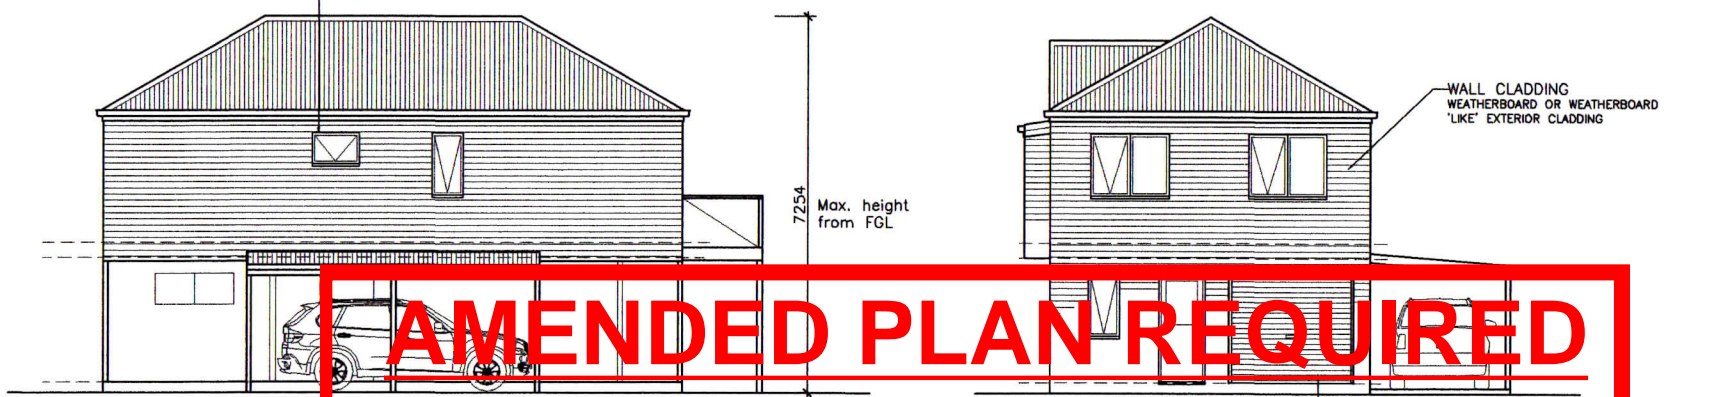 7254
Max. height
from FGL
WALL CLADDING
WEATHERBOARD OR WEATHERBOARD
'LIKE' EXTERIOR CLADDING
AMENDED PLAN REQUIRED